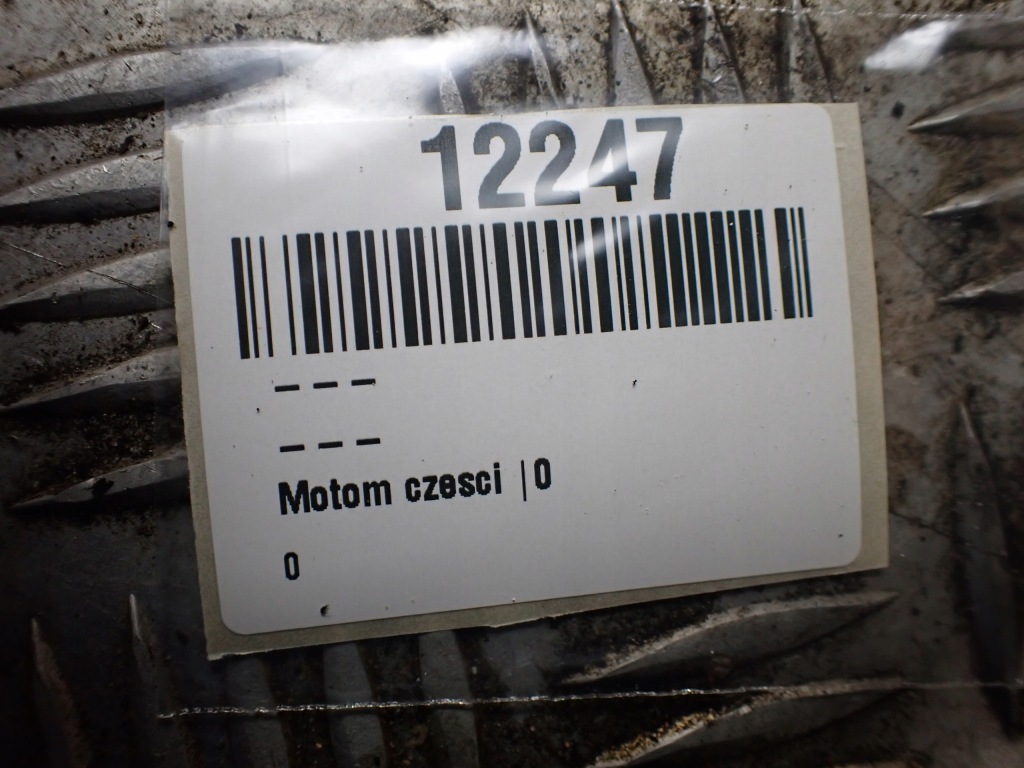 12247
---
---
Motom czesci |0
0